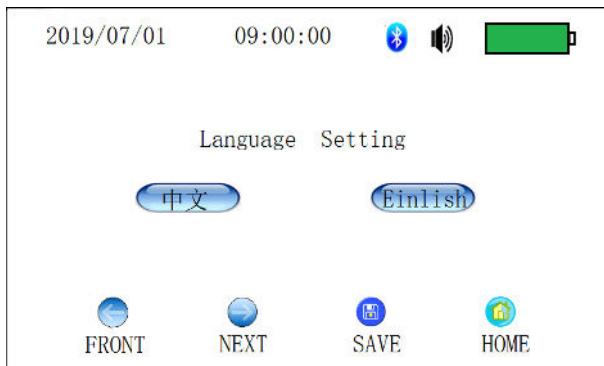 2019/07/01 09:00:00
Language Setting
中文 Einlish
FRONT NEXT SAVE HOME